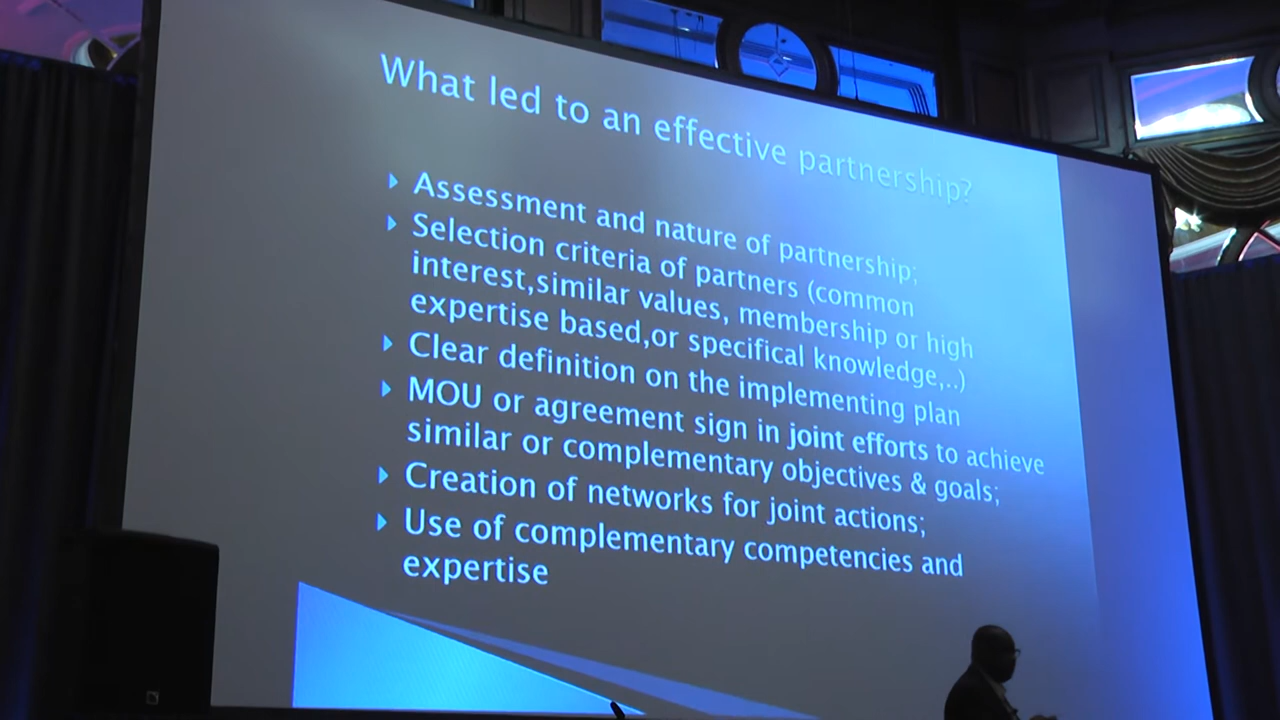 What led to an effective partnership?
Assessment and nature of partnership;
Selection criteria of partners (common
interest,similar values, membership or high
expertise based,or specifical knowledge,..)
Clear definition on the implementing plan
MOU or agreement sign in joint efforts to achieve
similar or complementary objectives & goals;
Creation of networks for joint actions;
Use of complementary competencies and
expertise